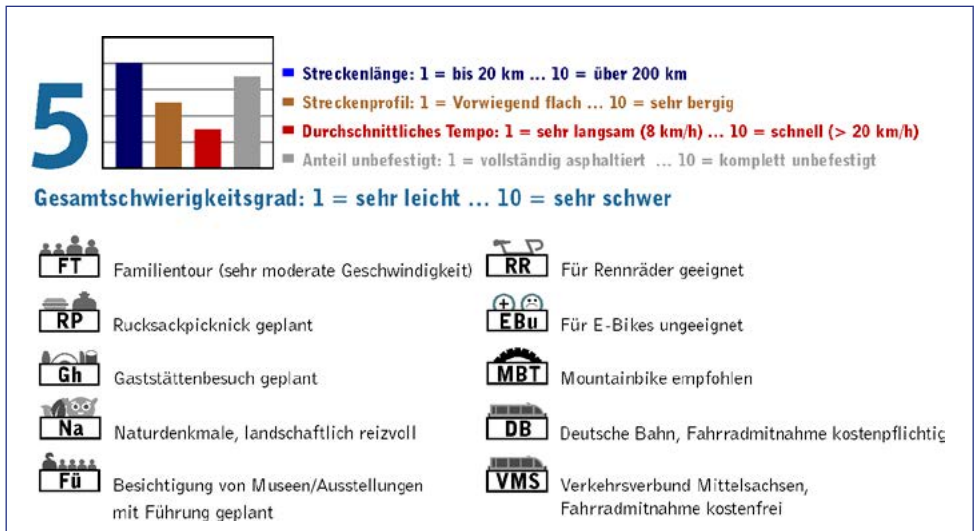 5
Streckenlänge: 1 = bis 20 km ... 10 = über 200 km
Streckenprofil: 1 = Vorwiegend flach ... 10 = sehr bergig
Durchschnittliches Tempo: 1 = sehr langsam (8 km/h) ... 10 = schnell (> 20 km/h)
Anteil unbefestigt: 1 = vollständig asphaltiert ... 10 = komplett unbefestigt
Gesamtschwierigkeitsgrad: 1 = sehr leicht ... 10 = sehr schwer
FT Familientour (sehr moderate Geschwindigkeit)
RP Rucksackpicknick geplant
Gh Gaststättenbesuch geplant
Na Naturdenkmale, landschaftlich reizvoll
Fü Besichtigung von Museen/Ausstellungen
mit Führung geplant
RR Für Rennräder geeignet
EBu Für E-Bikes ungeeignet
MBT Mountainbike empfohlen
DB Deutsche Bahn, Fahrradmitnahme kostenpflichtig
VMS Verkehrsverbund Mittelsachsen,
Fahrradmitnahme kostenfrei